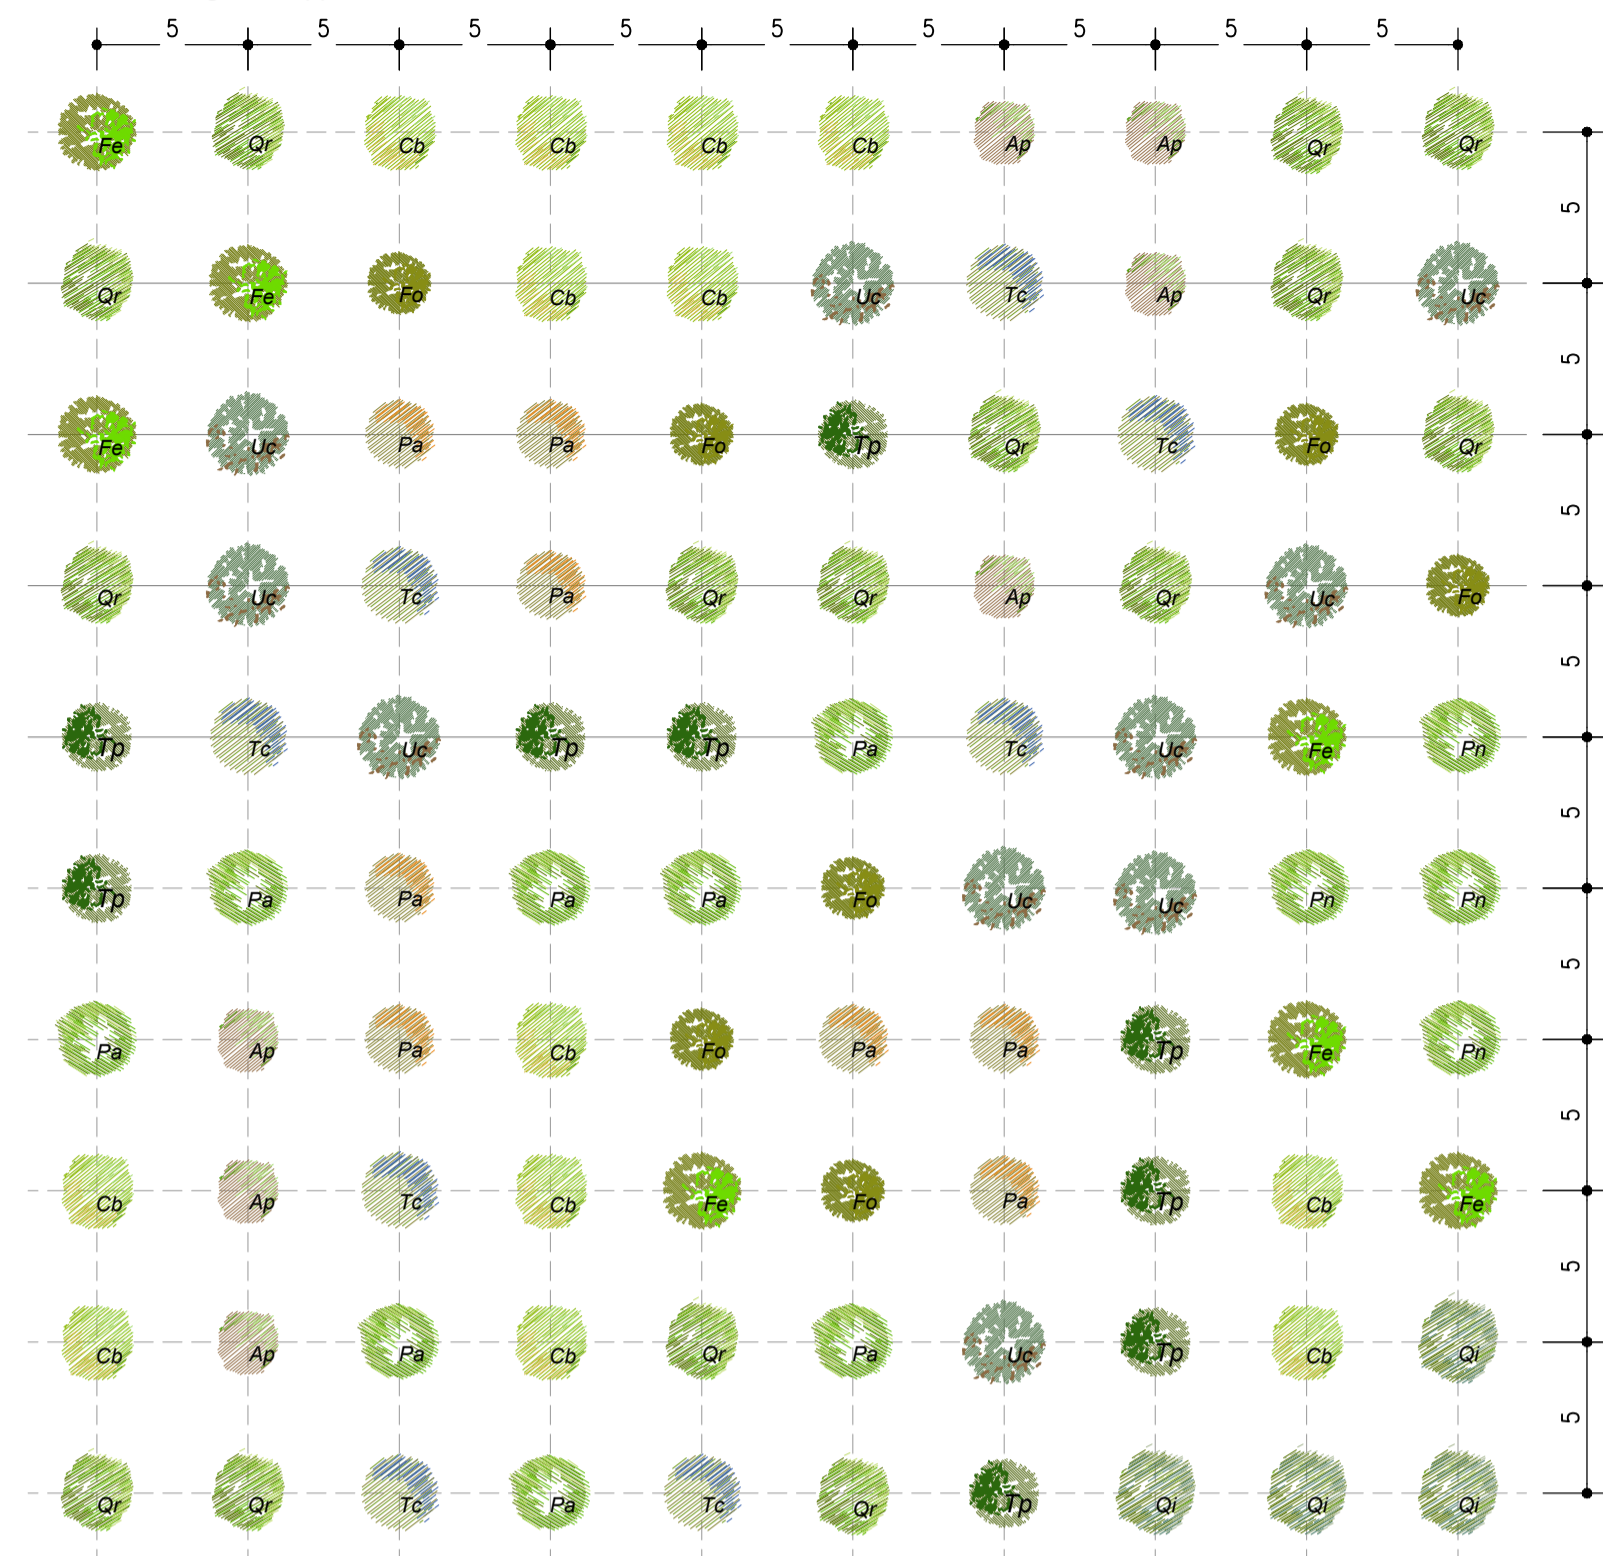 5 5 5 5 5 5 5 5 5
Fe Qr Cb Cb Cb Cb Ap Ap Qr Qr
5
Qr Fe Fo Cb Cb Uc Tc Ap Qr Uc
5
Fe Uc Pa Pa Fo Tp Qr Tc Fo Qr
5
Qr Uc Tc Pa Qr Qr Ap Qr Uc Fo
5
Tp Tc Uc Tp Tp Pa Tc Uc Fe Pn
5
Tp Pa Pa Pa Pa Fo Uc Uc Pn Pn
5
Pa Ap Pa Cb Fo Pa Pa Tp Fe Pn
5
Cb Ap Tc Cb Fe Fo Pa Tp Cb Fe
5
Cb Ap Pa Cb Qr Pa Uc Tp Cb Qi
5
Qr Qr Tc Pa Tc Qr Tp Qi Qi Qi